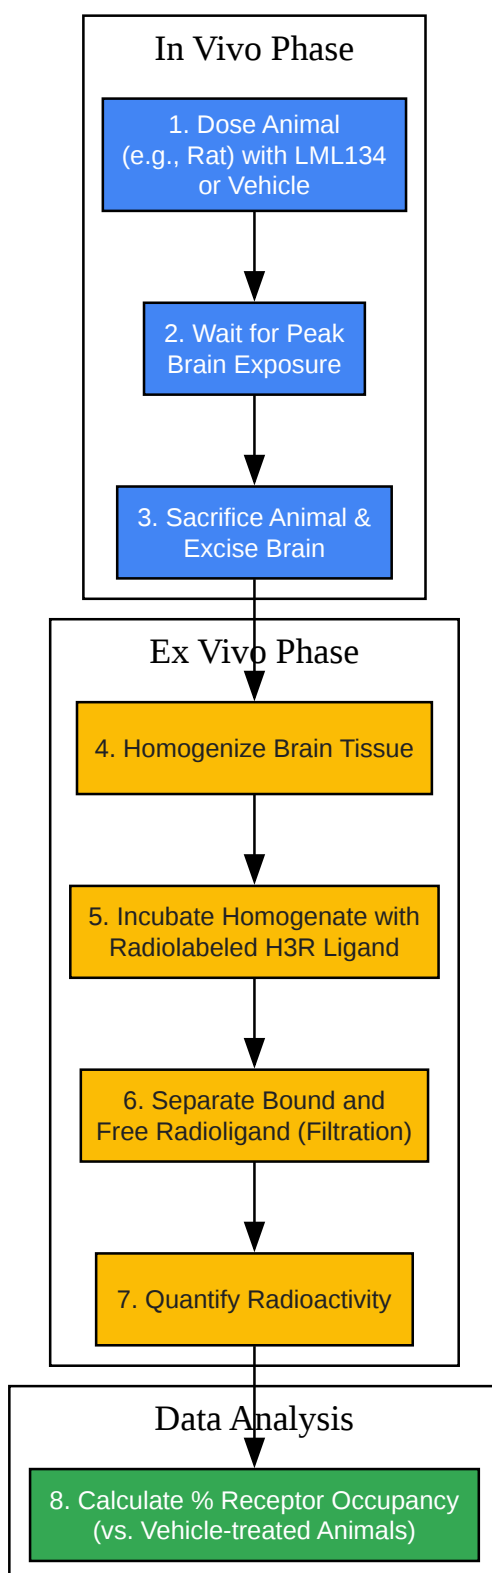 In Vivo Phase
1. Dose Animal
(e.g., Rat) with LML134
or Vehicle
2. Wait for Peak
Brain Exposure
3. Sacrifice Animal &
Excise Brain
Ex Vivo Phase
4. Homogenize Brain Tissue
5. Incubate Homogenate with
Radiolabeled H3R Ligand
6. Separate Bound and
Free Radioligand (Filtration)
7. Quantify Radioactivity
Data Analysis
8. Calculate % Receptor Occupancy
(vs. Vehicle-treated Animals)